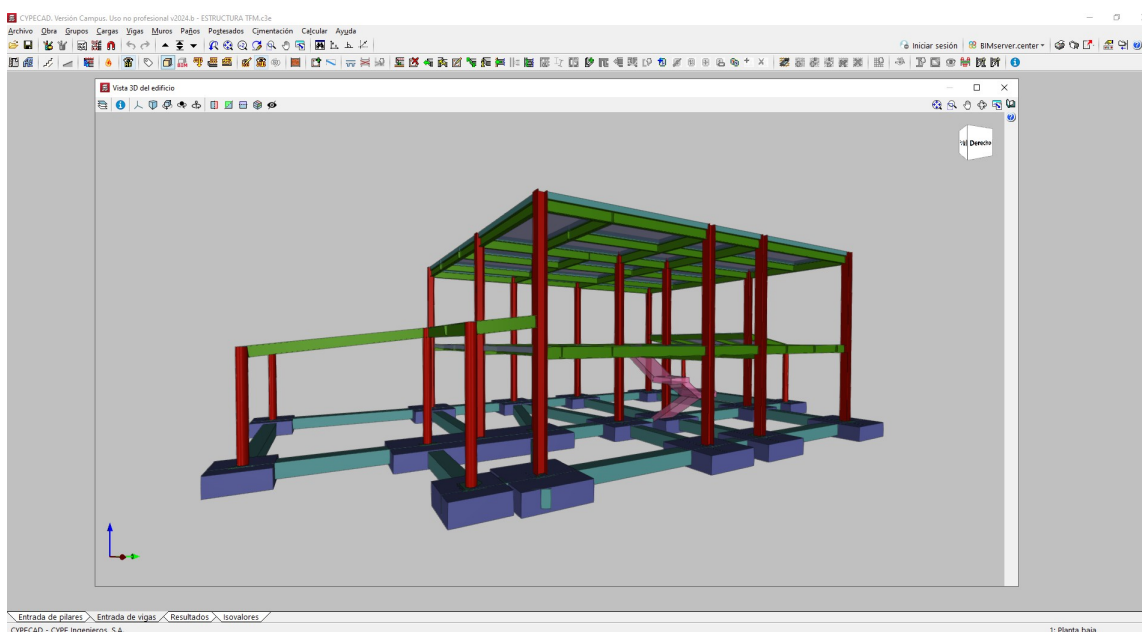 CYPECAD. Versión Campus. Uso no profesional v2024.b - ESTRUCTURA TFM.c3e
Archivo Obra Grupos Cargas Vigas Muros Paños Postesados Cimentación Calcular Ayuda
Iniciar sesión BIMserver.center
Vista 3D del edificio
Derecho
Entrada de pilares Entrada de vigas Resultados Isovalores
CYPECAD - CYPE Ingenieros, S.A. 1: Planta baja